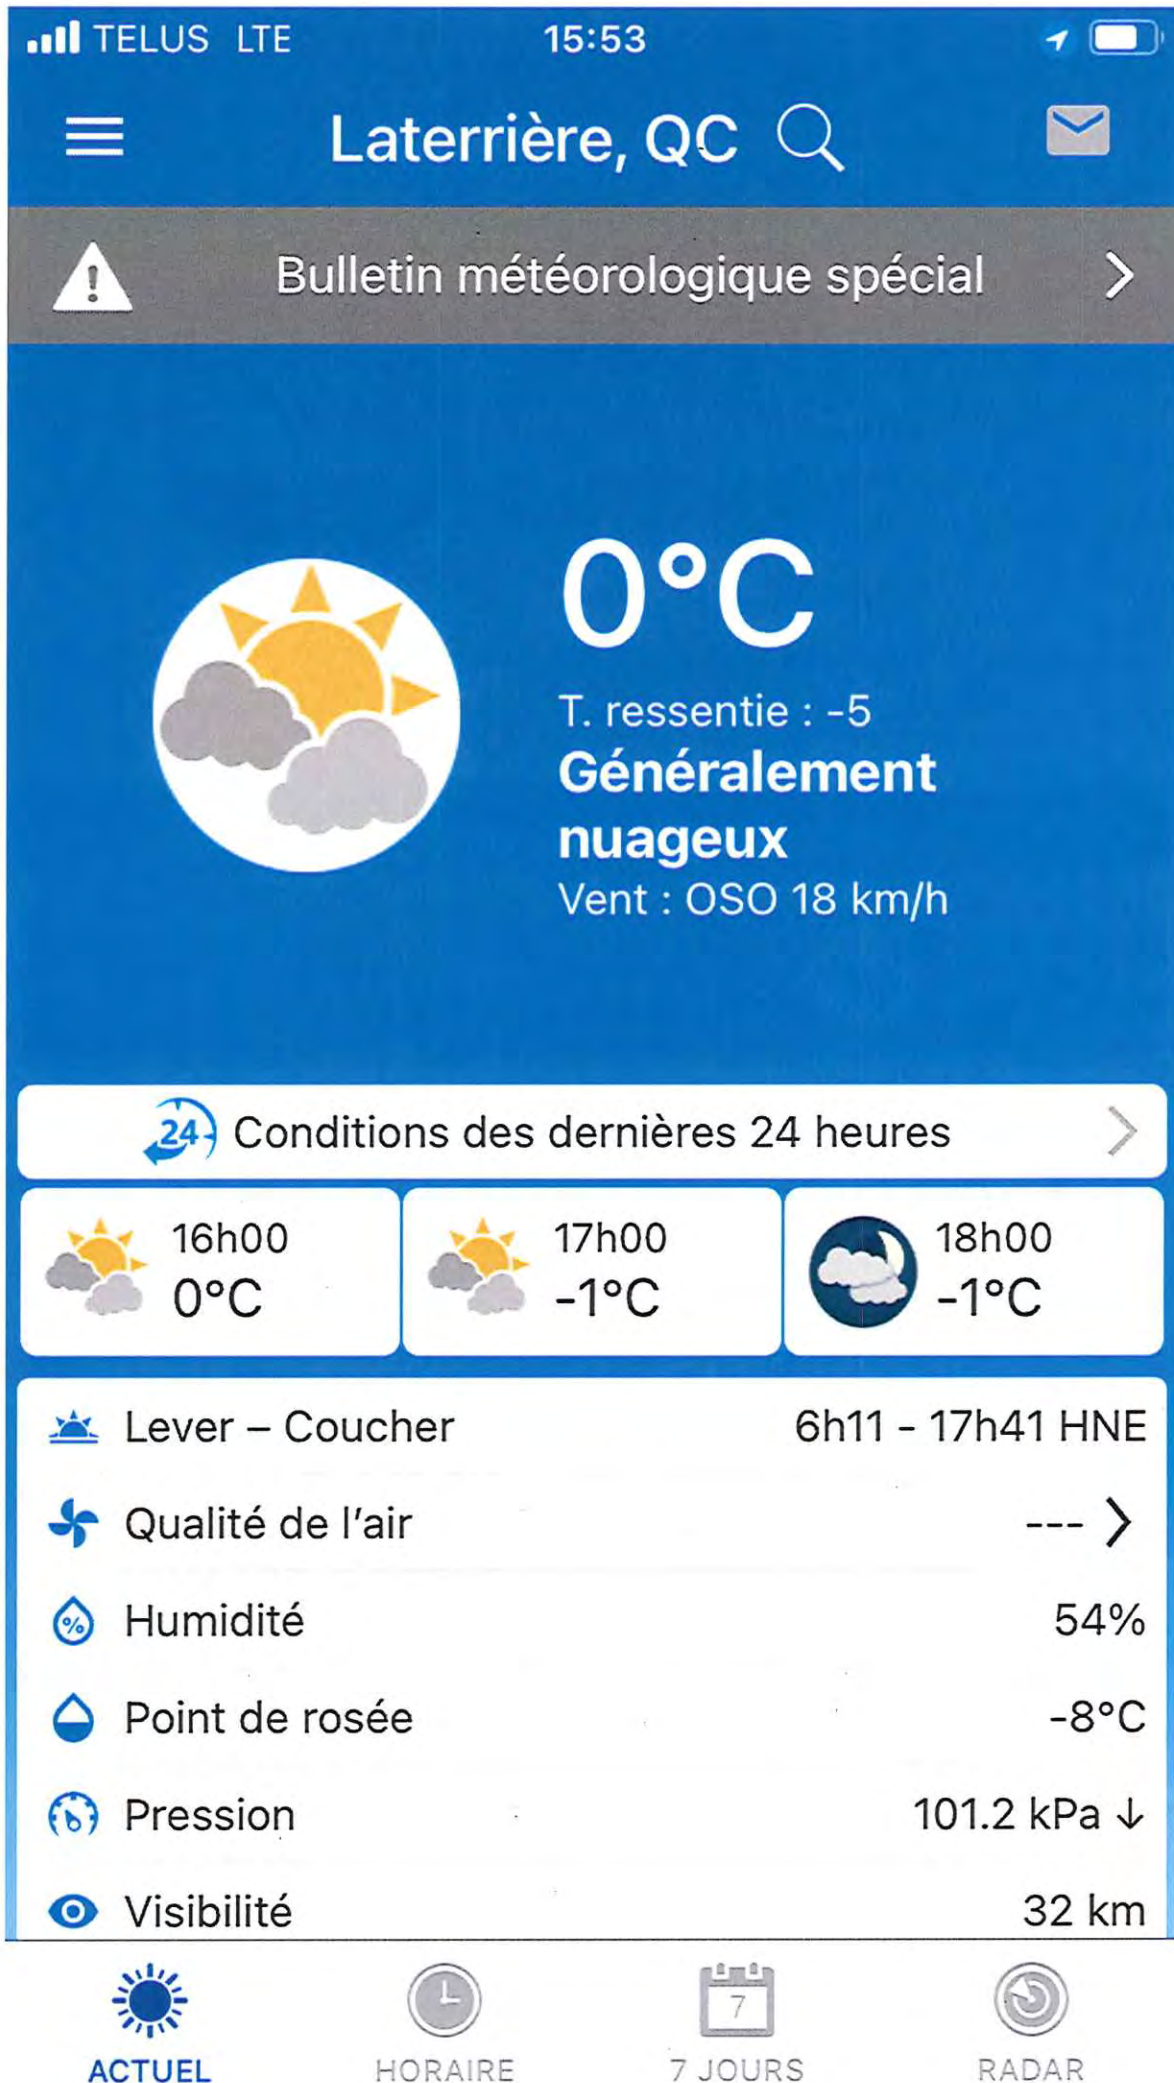 TELUS LTE 15:53
Laterrière, QC
Bulletin météorologique spécial
0°C
T. ressentie : -5
Généralement
nuageux
Vent : OSO 18 km/h
24 Conditions des dernières 24 heures
16h00 17h00 18h00
0°C -1°C -1°C
Lever – Coucher 6h11 - 17h41 HNE
Qualité de l'air ---
% Humidité 54%
Point de rosée -8°C
Pression 101.2 kPa ↓
Visibilité 32 km
7
ACTUEL HORAIRE 7 JOURS RADAR